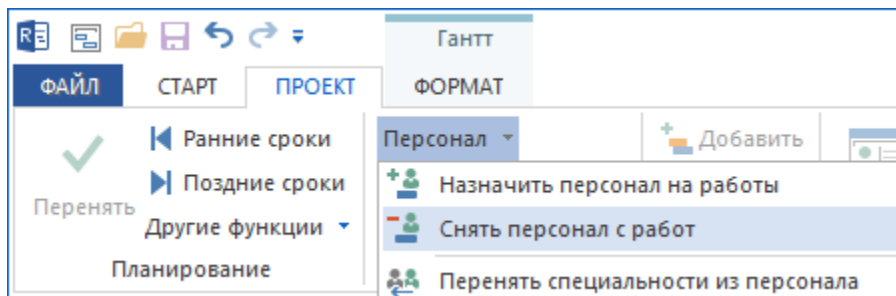 Гантт
ФАЙЛ СТАРТ ПРОЕКТ ФОРМАТ
Перенять
Ранние сроки
Поздние сроки
Другие функции
Планирование
Персонал
Добавить
Назначить персонал на работы
Снять персонал с работ
Перенять специальности из персонала